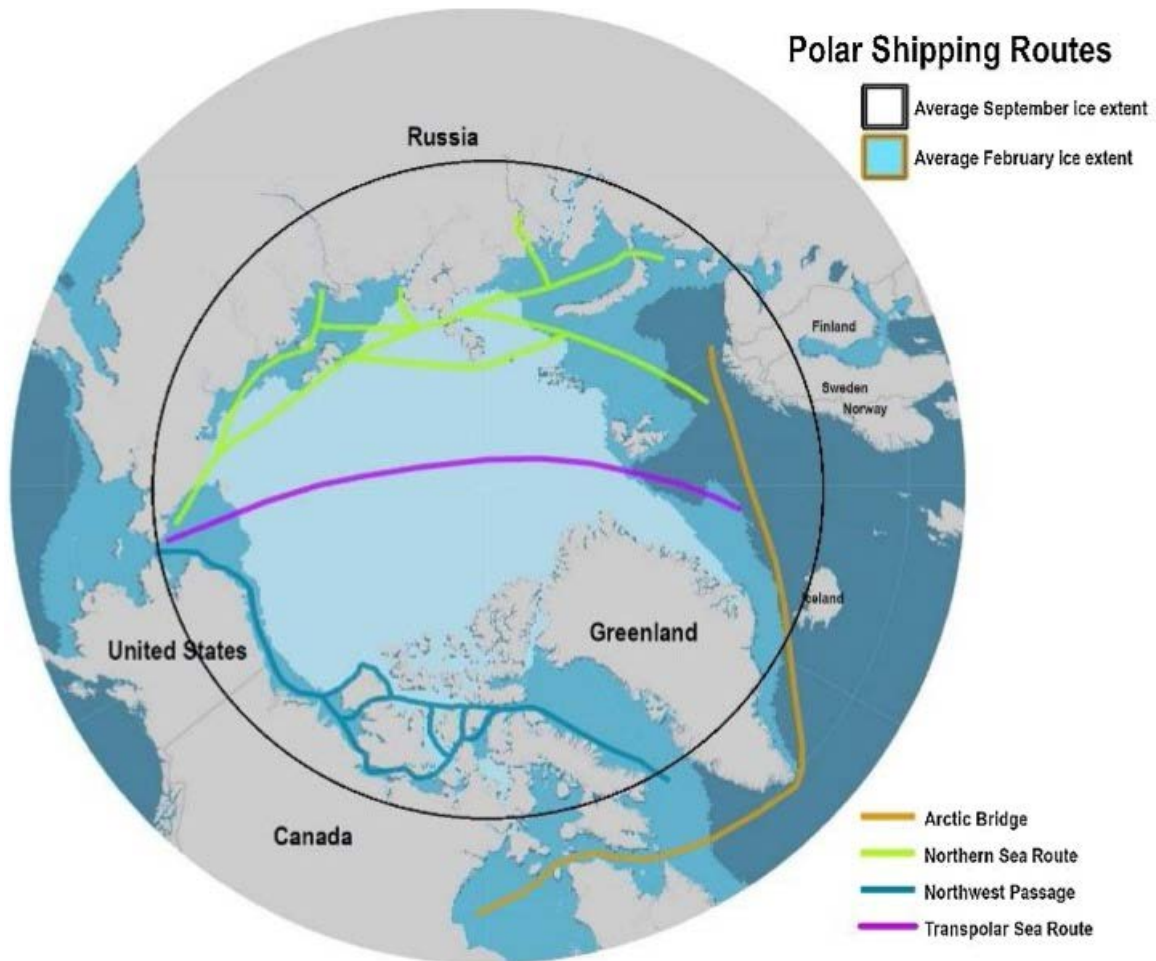 Polar Shipping Routes
Average September ice extent
Average February ice extent
Russia
Finland
Sweden
Norway
Iceland
Greenland
United States
Canada
Arctic Bridge
Northern Sea Route
Northwest Passage
Transpolar Sea Route